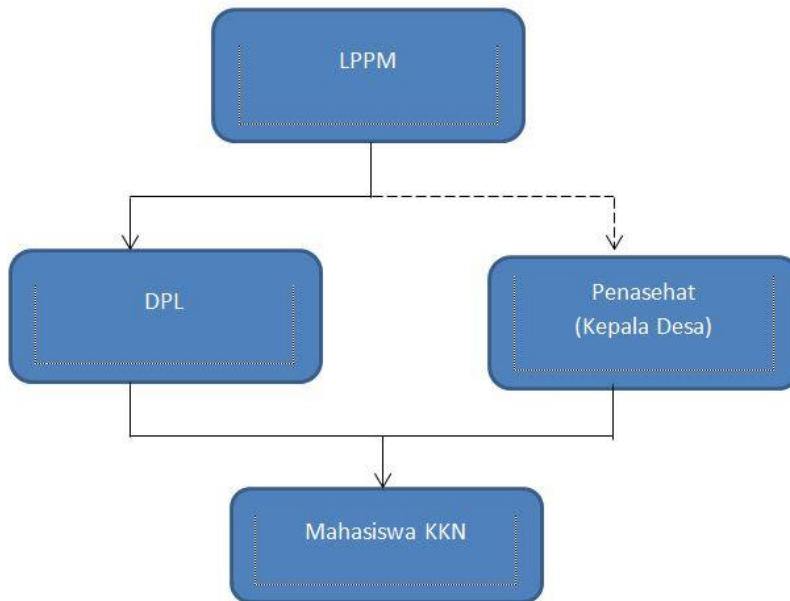 LPPM
DPL
Penasehat
(Kepala Desa)
Mahasiswa KKN